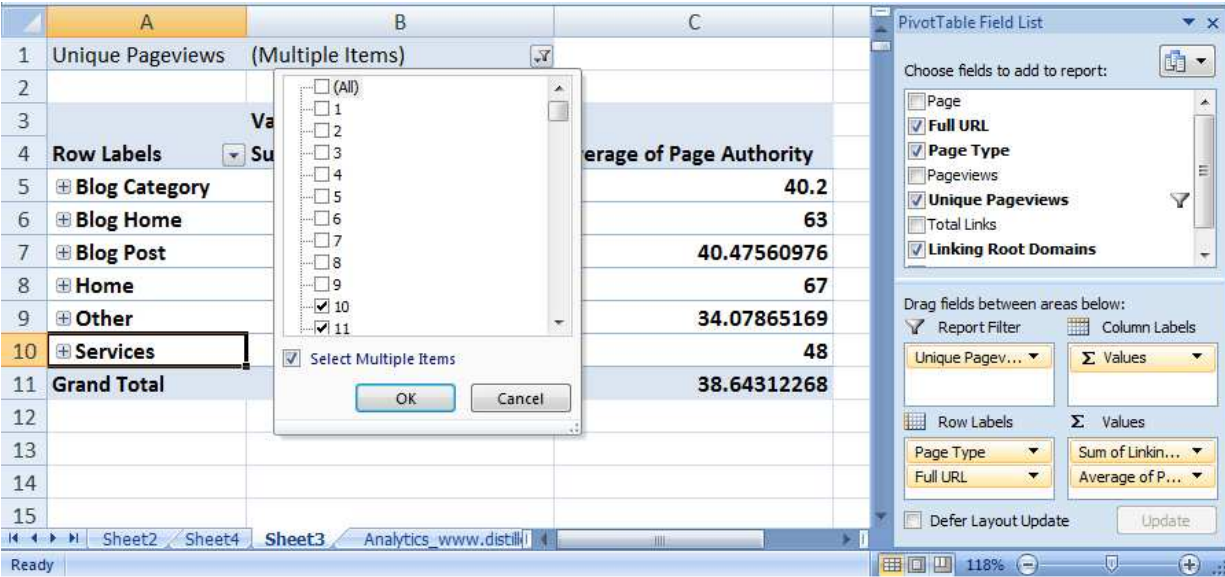 A B C
1 Unique Pageviews (Multiple Items)
2
3 Va
4 Row Labels Su erage of Page Authority
5 Blog Category 40.2
6 Blog Home 63
7 Blog Post 40.47560976
8 Home 67
9 Other 34.07865169
10 Services 48
11 Grand Total 38.64312268
12
13
14
15
(All)
1
2
3
4
5
6
7
8
9
10
11
Select Multiple Items
OK Cancel
Sheet2 Sheet4 Sheet3 Analytics_www.distill
Ready 118%
PivotTable Field List
Choose fields to add to report:
Page
Full URL
Page Type
Pageviews
Unique Pageviews
Total Links
Linking Root Domains
Drag fields between areas below:
Report Filter Column Labels
Unique Pagev... Σ Values
Row Labels Σ Values
Page Type Sum of Linkin...
Full URL Average of P...
Defer Layout Update Update